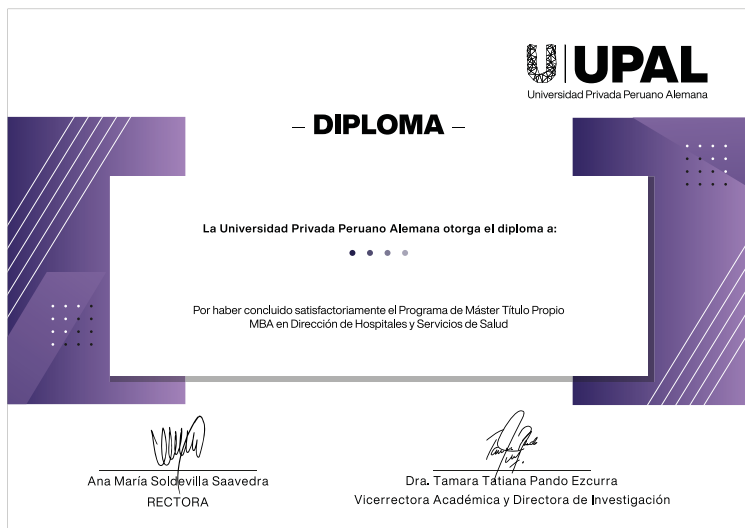 UPAL
Universidad Privada Peruano Alemana
– DIPLOMA –
La Universidad Privada Peruano Alemana otorga el diploma a:
Por haber concluido satisfactoriamente el Programa de Máster Título Propio
MBA en Dirección de Hospitales y Servicios de Salud
Ana María Soldevilla Saavedra
RECTORA
Dra. Tamara Tatiana Pando Ezcurra
Vicerrectora Académica y Directora de Investigación